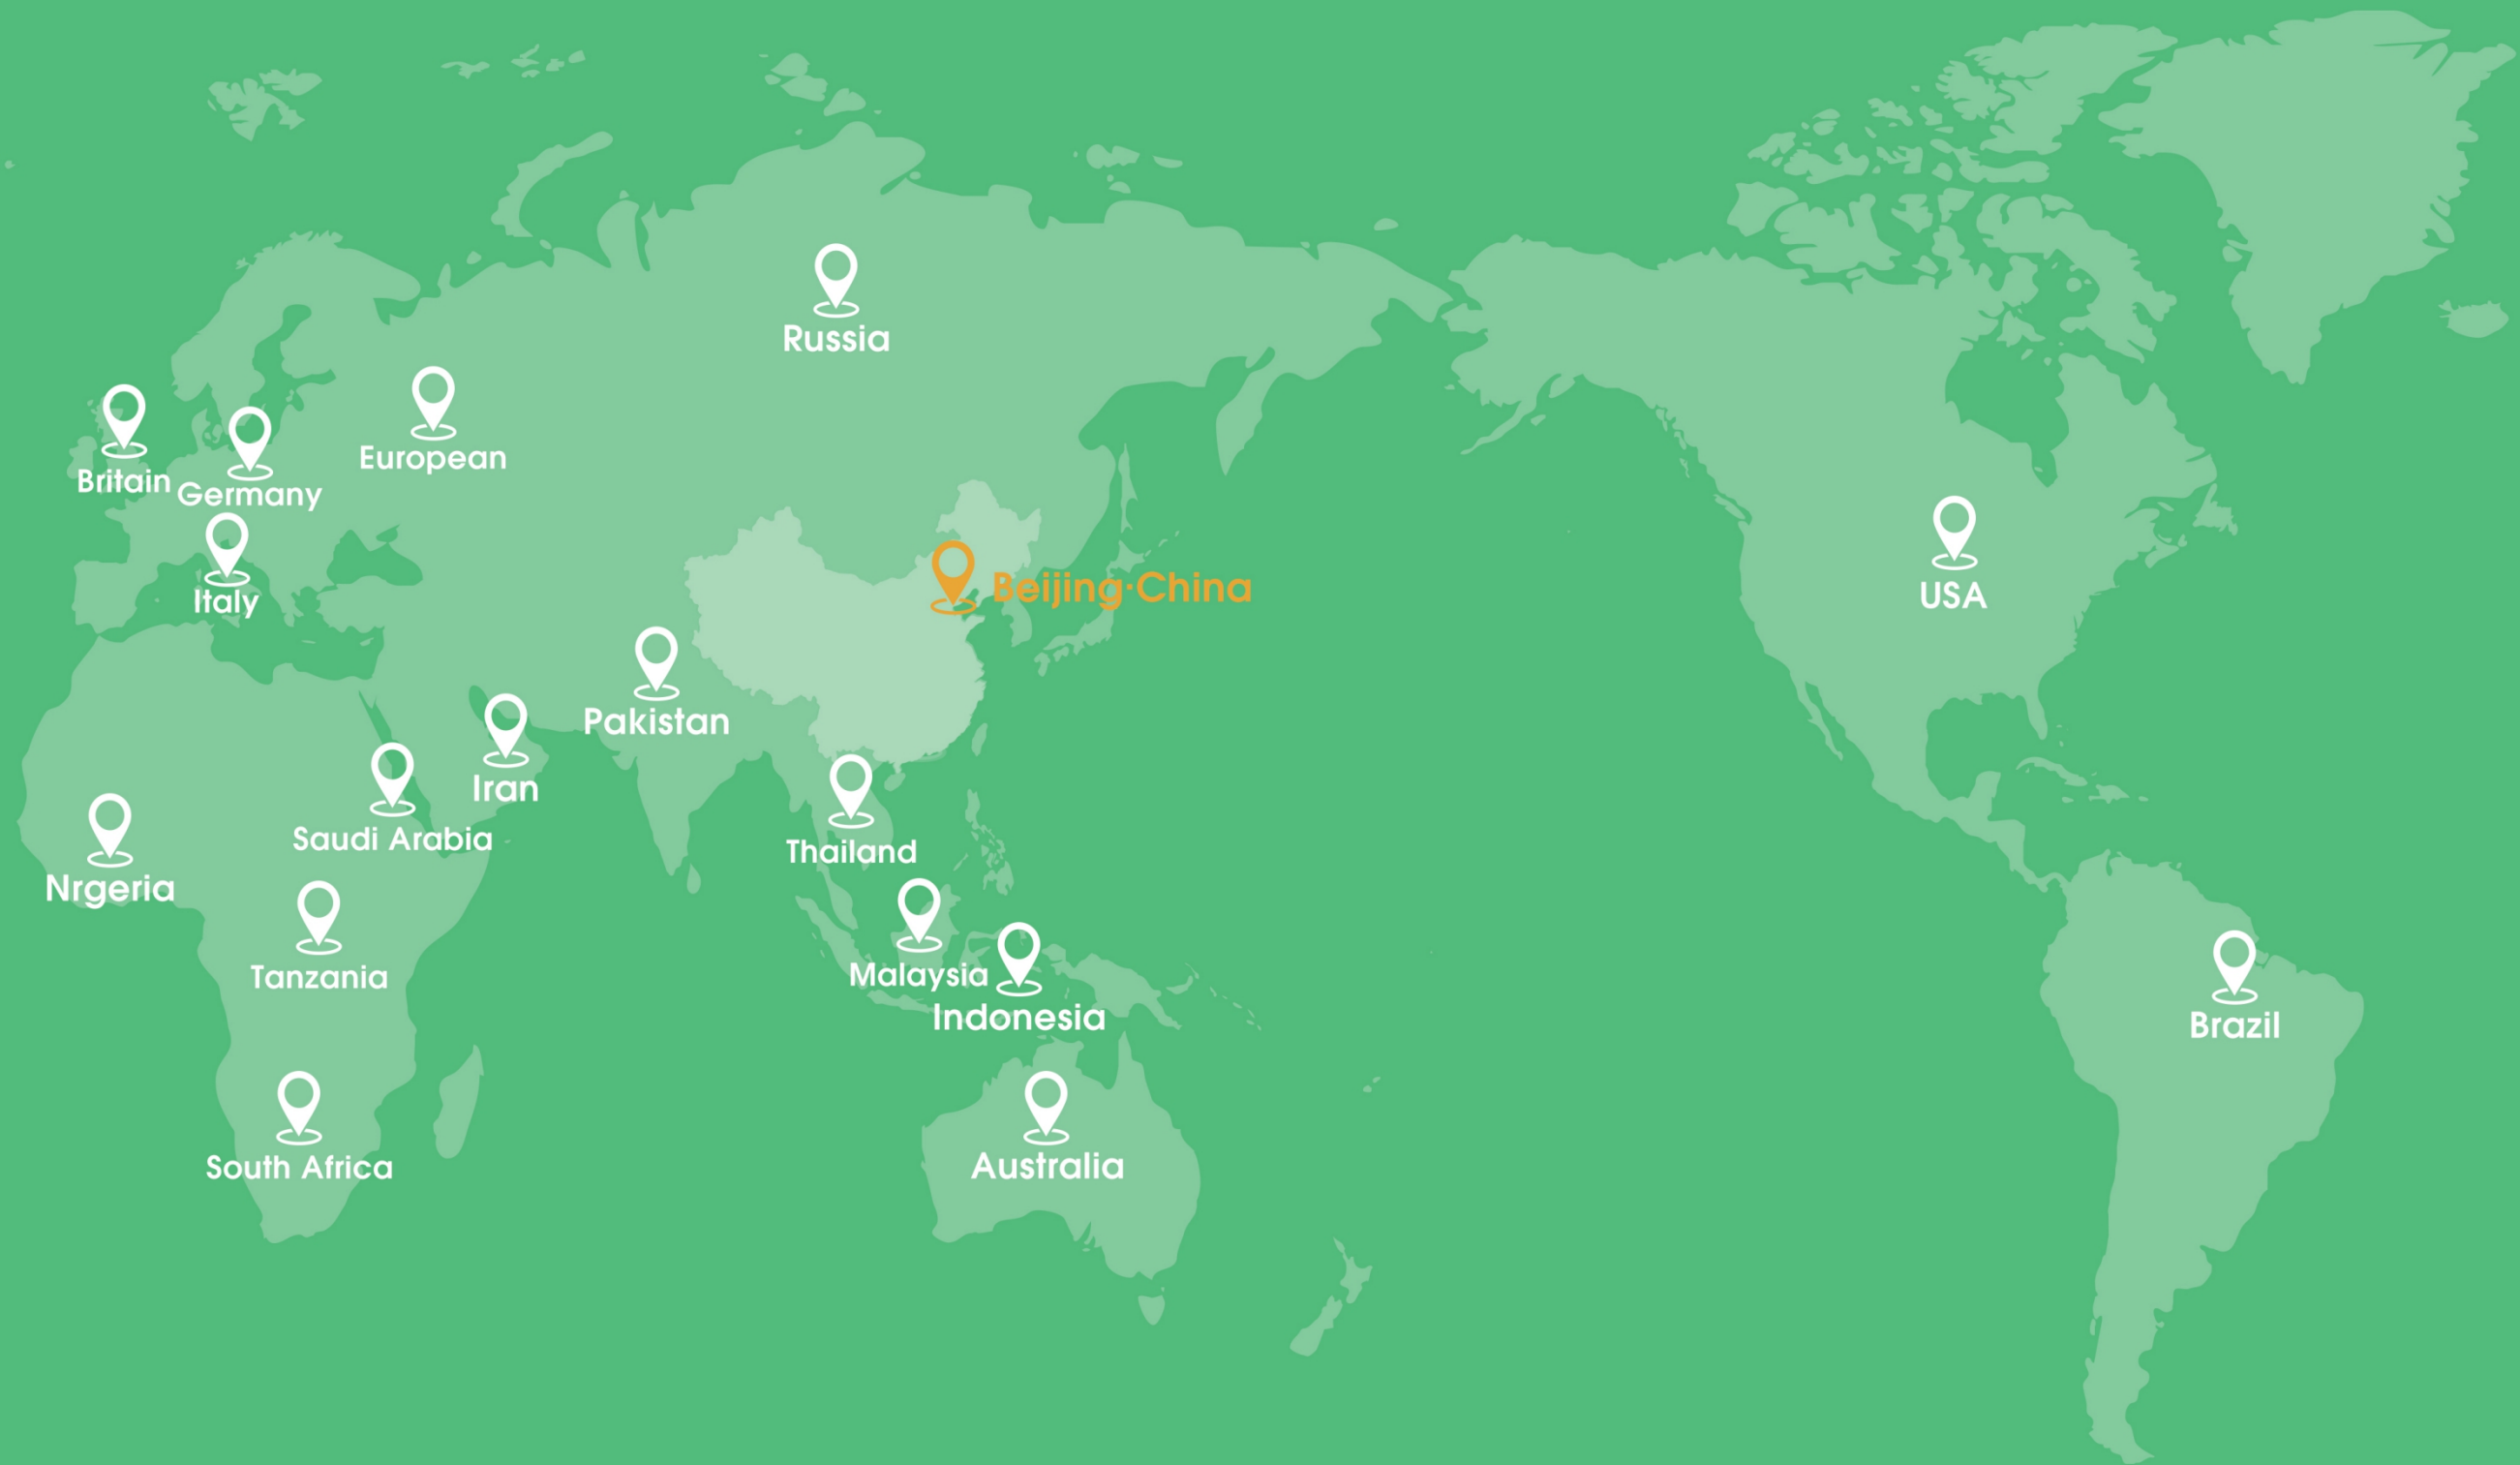 Russia
European
Britain
Germany
Italy
Beijing·China
USA
Pakistan
Iran
Saudi Arabia
Thailand
Nrgeria
Tanzania
Malaysia
Indonesia
Brazil
South Africa
Australia